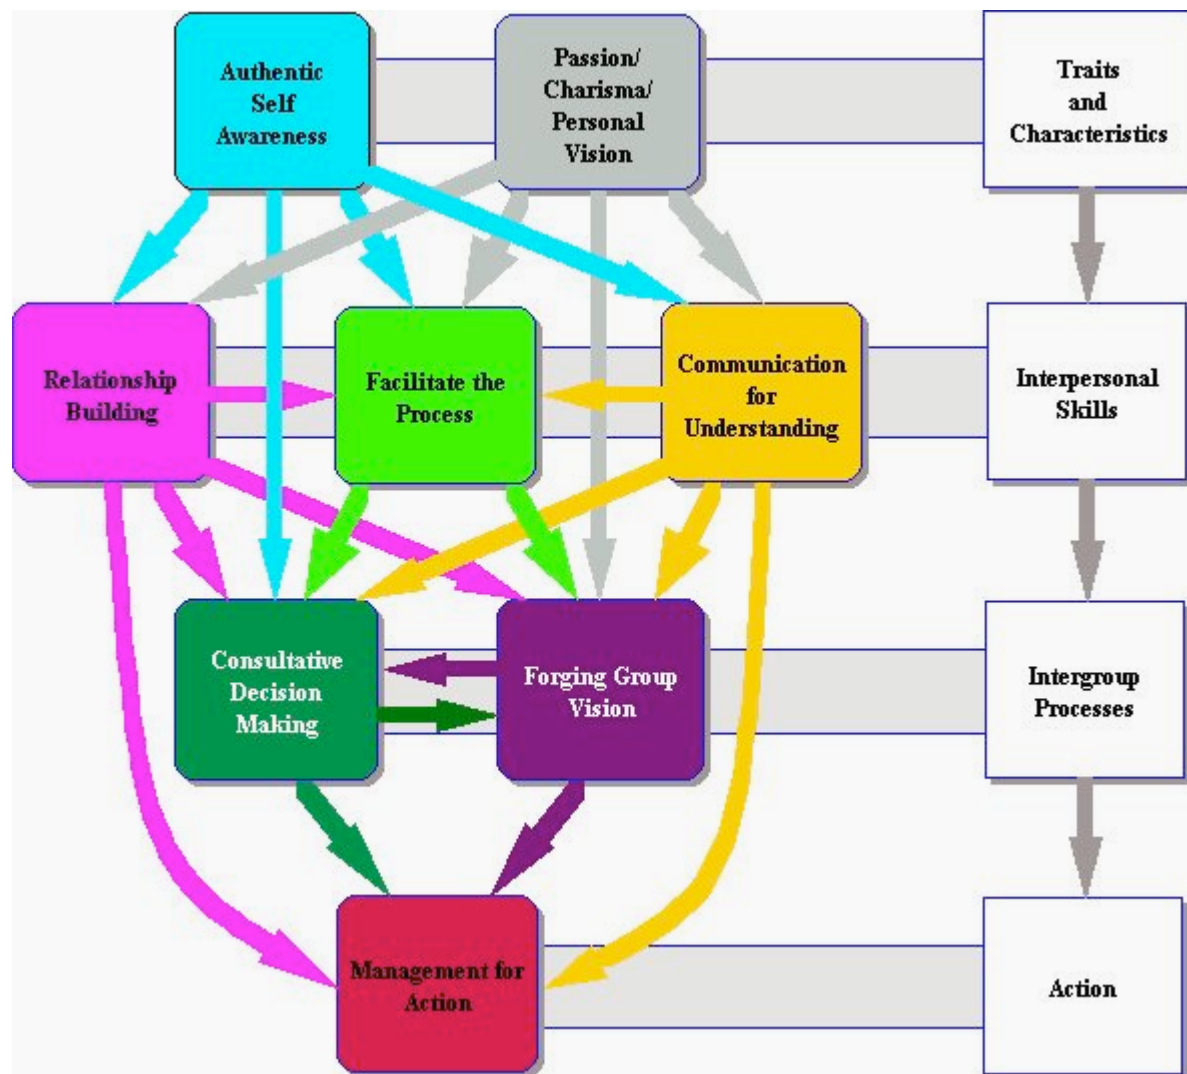 Authentic
Self
Awareness
Passion/
Charisma/
Personal
Vision
Traits
and
Characteristics
Relationship
Building
Facilitate the
Process
Communication
for
Understanding
Interpersonal
Skills
Consultative
Decision
Making
Forging Group
Vision
Intergroup
Processes
Management for
Action
Action